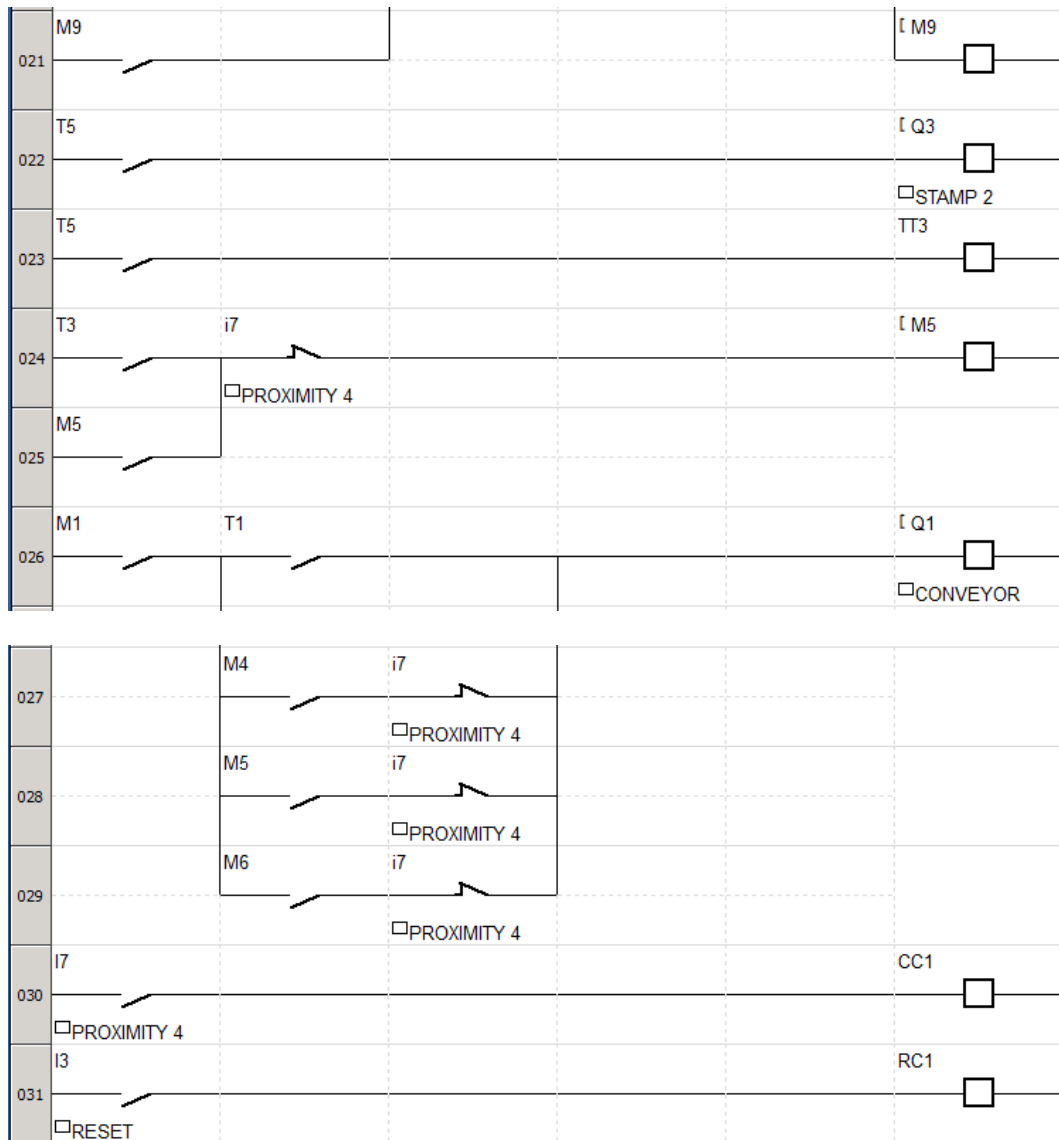 M9 [ M9
021
T5 [ Q3
022
STAMP 2
T5 TT3
023
T3 i7 [ M5
024
PROXIMITY 4
M5
025
M1 T1 [ Q1
026
CONVEYOR
M4 i7
027
PROXIMITY 4
M5 i7
028
PROXIMITY 4
M6 i7
029
PROXIMITY 4
I7 CC1
030
PROXIMITY 4
I3 RC1
031
RESET